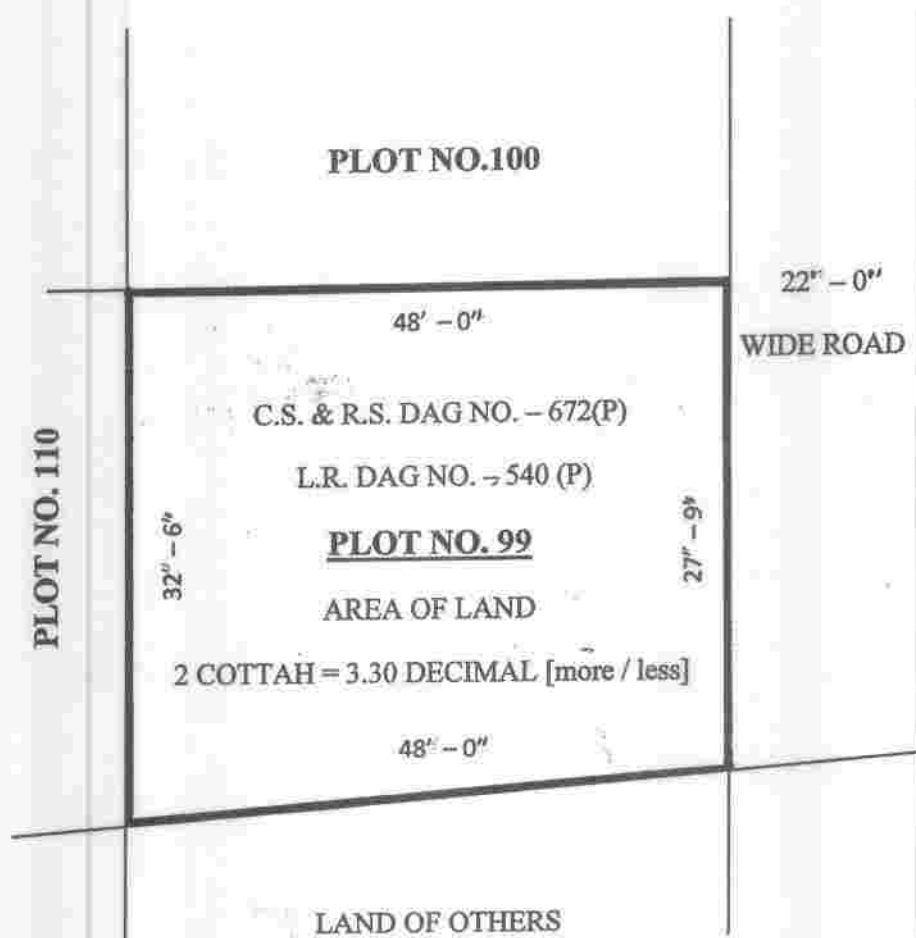 PLOT NO.100
22" – 0"
WIDE ROAD
48' – 0"
C.S. & R.S. DAG NO. – 672(P)
L.R. DAG NO. – 540 (P)
PLOT NO. 110
32" – 6"
PLOT NO. 99
27" – 9"
AREA OF LAND
2 COTTAH = 3.30 DECIMAL [more / less]
48" – 0"
LAND OF OTHERS